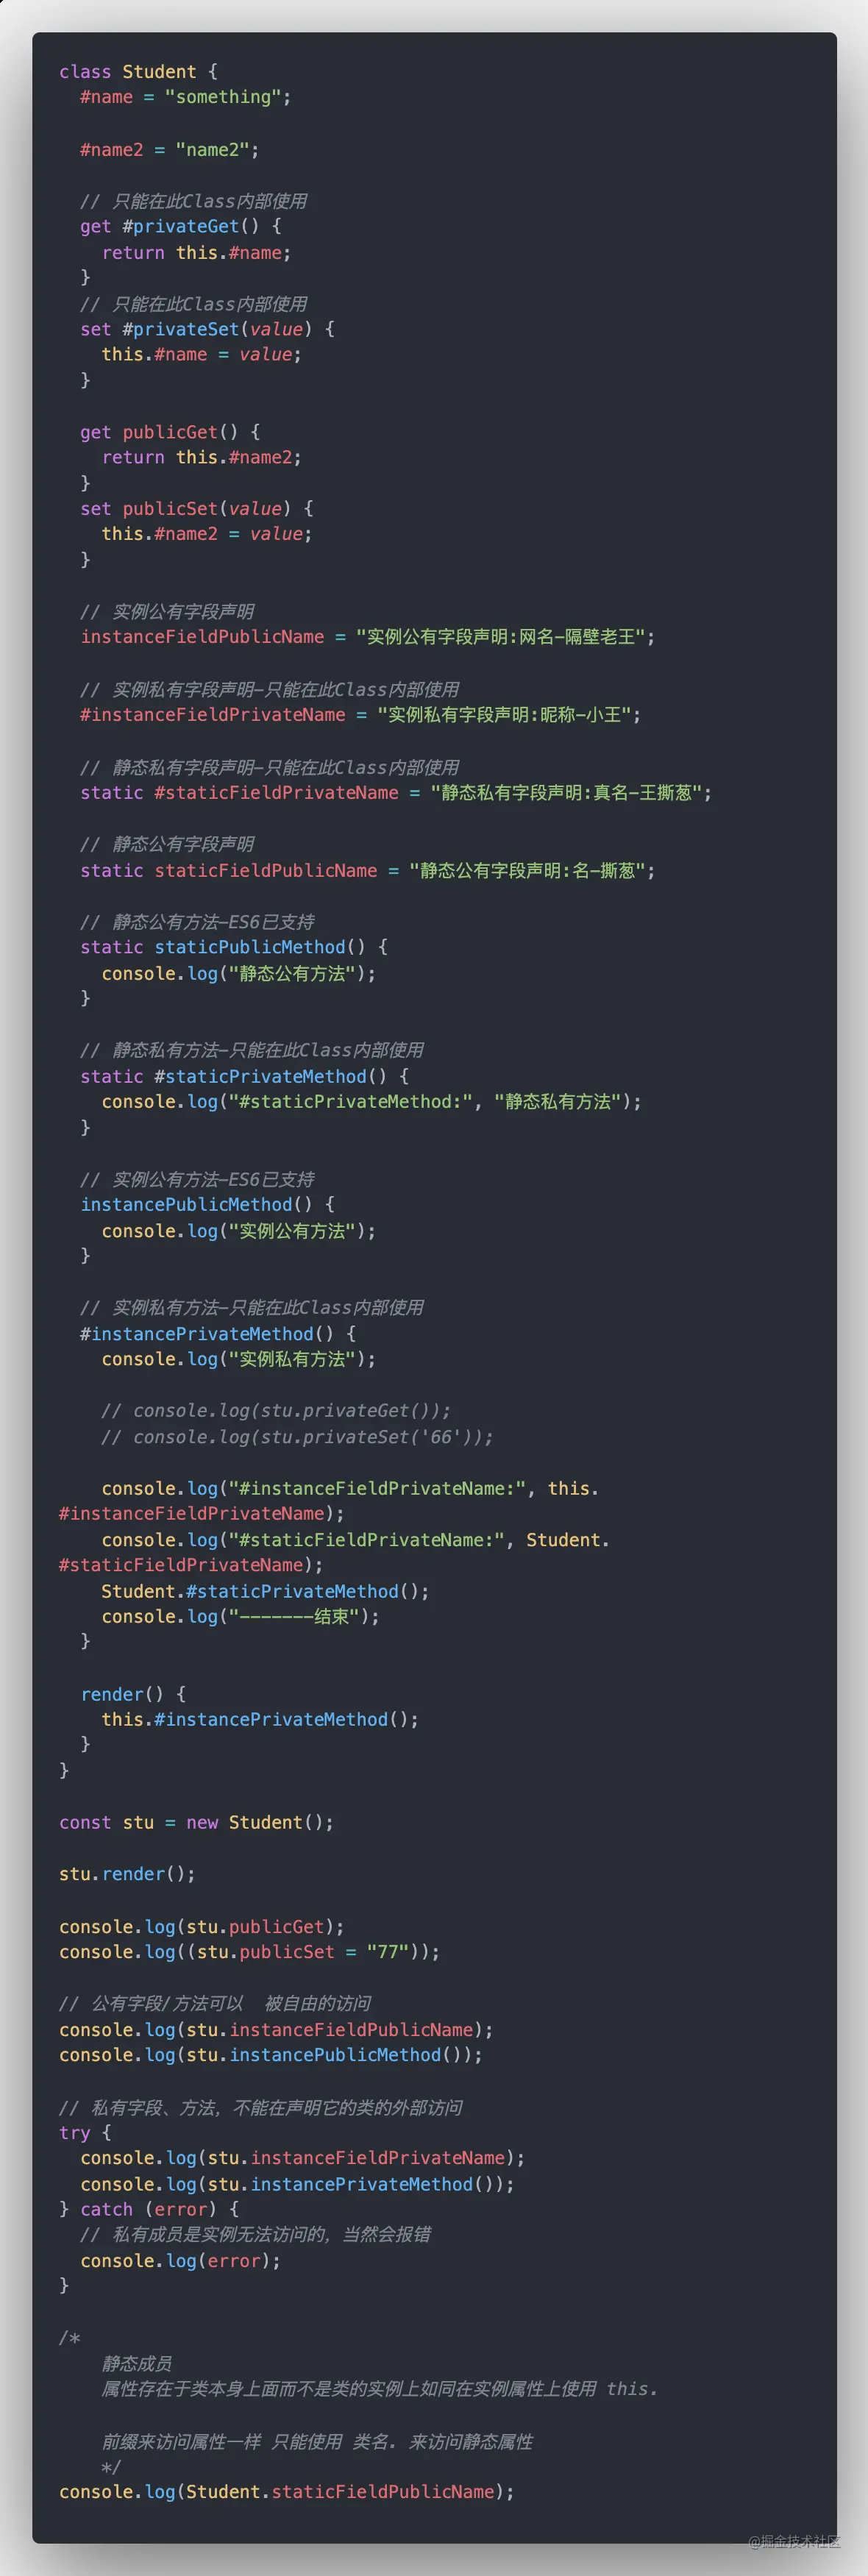 class Student {
  #name = "something";

  #name2 = "name2";

  // 只能在此Class内部使用
  get #privateGet() {
    return this.#name;
  }
  // 只能在此Class内部使用
  set #privateSet(value) {
    this.#name = value;
  }

  get publicGet() {
    return this.#name2;
  }
  set publicSet(value) {
    this.#name2 = value;
  }

  // 实例公有字段声明
  instanceFieldPublicName = "实例公有字段声明:网名-隔壁老王";

  // 实例私有字段声明-只能在此Class内部使用
  #instanceFieldPrivateName = "实例私有字段声明:昵称-小王";

  // 静态私有字段声明-只能在此Class内部使用
  static #staticFieldPrivateName = "静态私有字段声明:真名-王撕葱";

  // 静态公有字段声明
  static staticFieldPublicName = "静态公有字段声明:名-撕葱";

  // 静态公有方法-ES6已支持
  static staticPublicMethod() {
    console.log("静态公有方法");
  }

  // 静态私有方法-只能在此Class内部使用
  static #staticPrivateMethod() {
    console.log("#staticPrivateMethod:", "静态私有方法");
  }

  // 实例公有方法-ES6已支持
  instancePublicMethod() {
    console.log("实例公有方法");
  }

  // 实例私有方法-只能在此Class内部使用
  #instancePrivateMethod() {
    console.log("实例私有方法");

    // console.log(stu.privateGet());
    // console.log(stu.privateSet('66'));

    console.log("#instanceFieldPrivateName:", this.
#instanceFieldPrivateName);
    console.log("#staticFieldPrivateName:", Student.
#staticFieldPrivateName);
    Student.#staticPrivateMethod();
    console.log("-------结束");
  }

  render() {
    this.#instancePrivateMethod();
  }
}

const stu = new Student();

stu.render();

console.log(stu.publicGet);
console.log((stu.publicSet = "77"));

// 公有字段/方法可以  被自由的访问
console.log(stu.instanceFieldPublicName);
console.log(stu.instancePublicMethod());

// 私有字段、方法，不能在声明它的类的外部访问
try {
  console.log(stu.instanceFieldPrivateName);
  console.log(stu.instancePrivateMethod());
} catch (error) {
  // 私有成员是实例无法访问的，当然会报错
  console.log(error);
}

/*
    静态成员
    属性存在于类本身上面而不是类的实例上如同在实例属性上使用 this.

    前缀来访问属性一样 只能使用 类名. 来访问静态属性
    */
console.log(Student.staticFieldPublicName);
@掘金技术社区